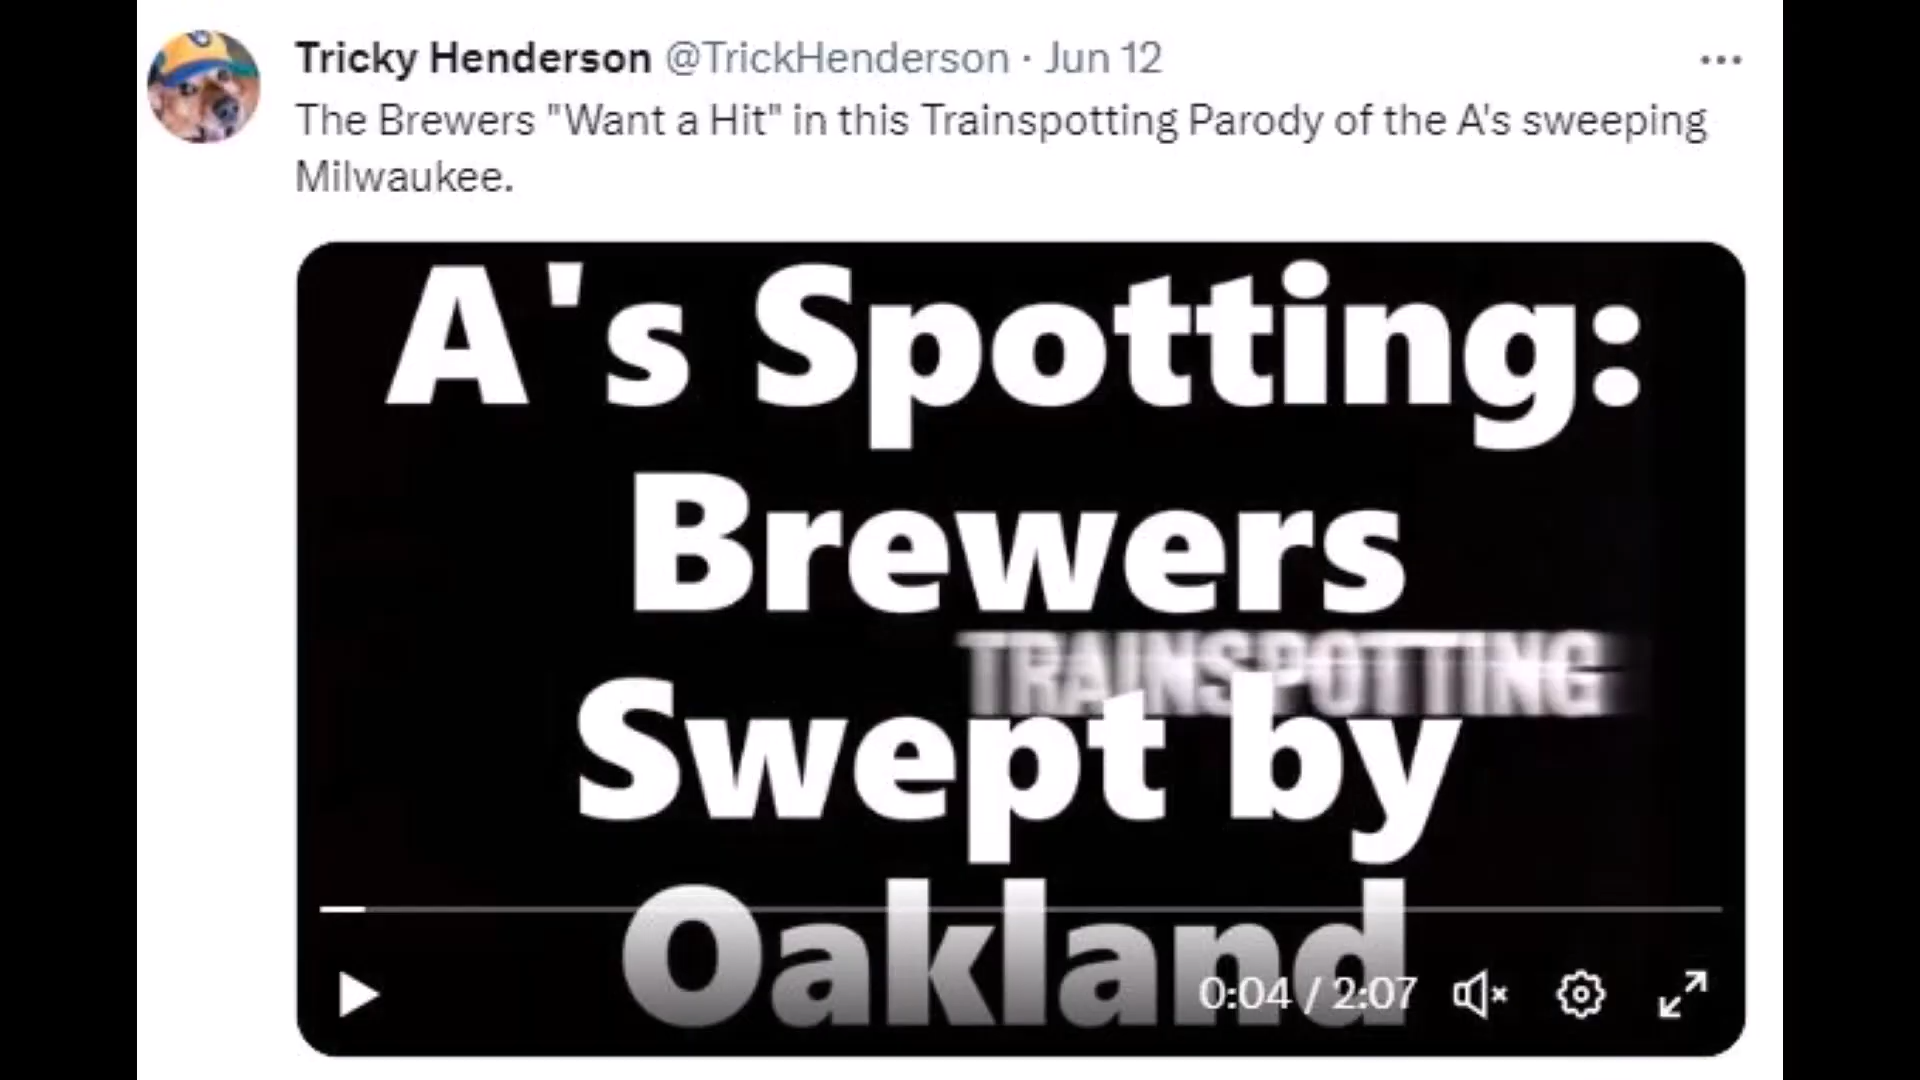 Tricky Henderson @TrickHenderson · Jun 12 ...
The Brewers "Want a Hit" in this Trainspotting Parody of the A's sweeping
Milwaukee.
A's Spotting:
Brewers
TRAINSPOTTING
Swept by
Oakland
0:04 / 2:07